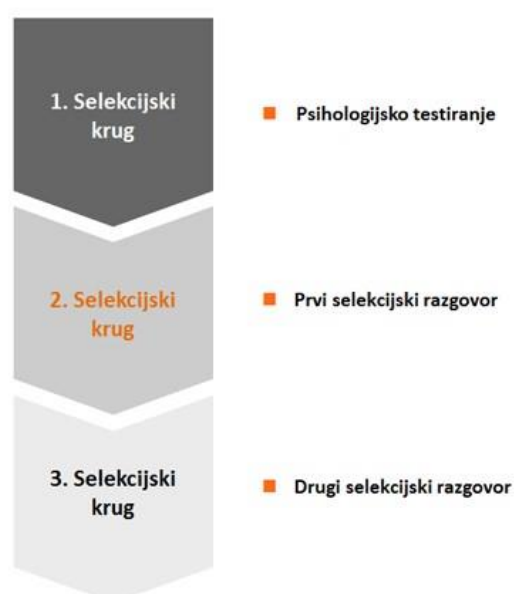 1. Selekcijski
krug
Psihologijsko testiranje
2. Selekcijski
krug
Prvi selekcijski razgovor
3. Selekcijski
krug
Drugi selekcijski razgovor